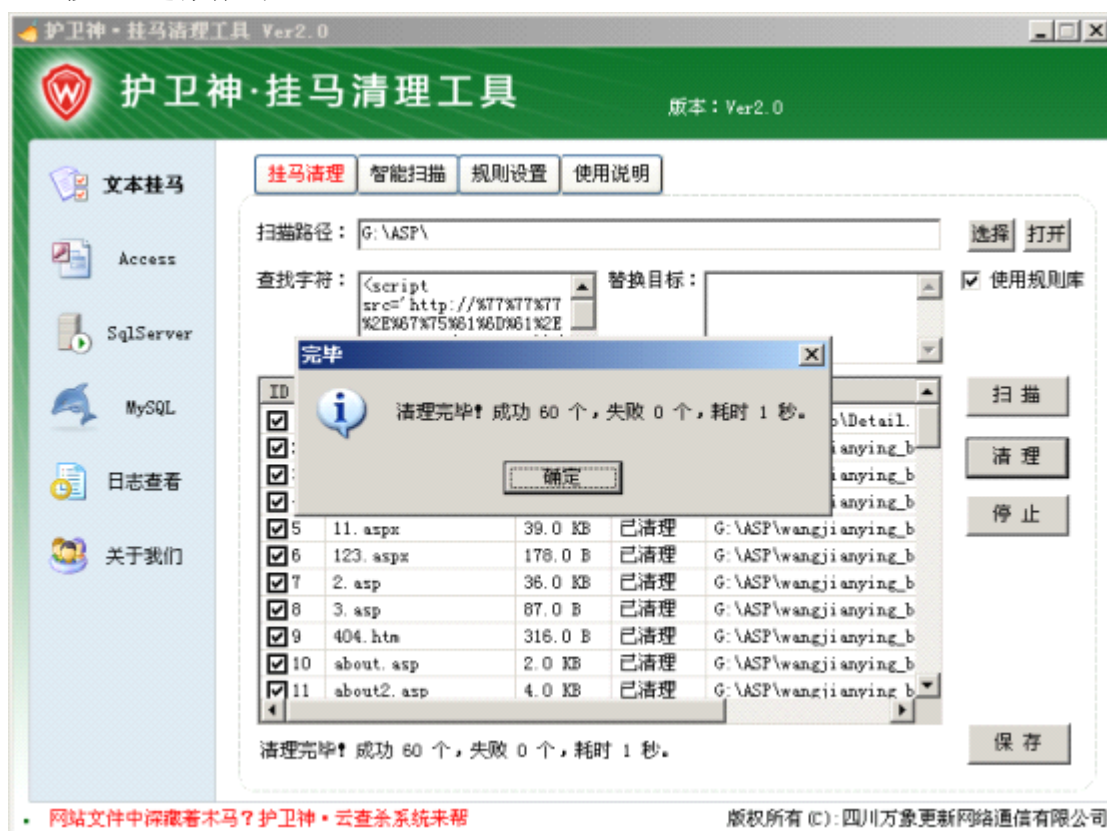 护卫神·挂马清理工具 Ver2.0
护卫神·挂马清理工具
版本：Ver2.0
文本挂马
Access
SqlServer
MySQL
日志查看
关于我们
挂马清理 智能扫描 规则设置 使用说明
扫描路径： G:\ASP\ 选择 打开
查找字符： <script
src='http://%77%77%77
%2E%67%75%61%6D%61%2E
替换目标： 使用规则库
完毕
清理完毕! 成功 60 个，失败 0 个，耗时 1 秒。
确定
ID
\Detail.
ianying_b
ianying_b
ianying_b
5 11.aspx 39.0 KB 已清理 G:\ASP\wangjianying_b
6 123.aspx 178.0 B 已清理 G:\ASP\wangjianying_b
7 2.asp 36.0 KB 已清理 G:\ASP\wangjianying_b
8 3.asp 87.0 B 已清理 G:\ASP\wangjianying_b
9 404.htm 316.0 B 已清理 G:\ASP\wangjianying_b
10 about.asp 2.0 KB 已清理 G:\ASP\wangjianying_b
11 about2.asp 4.0 KB 已清理 G:\ASP\wangjianying_b
扫 描
清 理
停 止
保 存
清理完毕! 成功 60 个，失败 0 个，耗时 1 秒。
网站文件中深藏着木马？护卫神·云查杀系统来帮
版权所有 (C)：四川万象更新网络通信有限公司